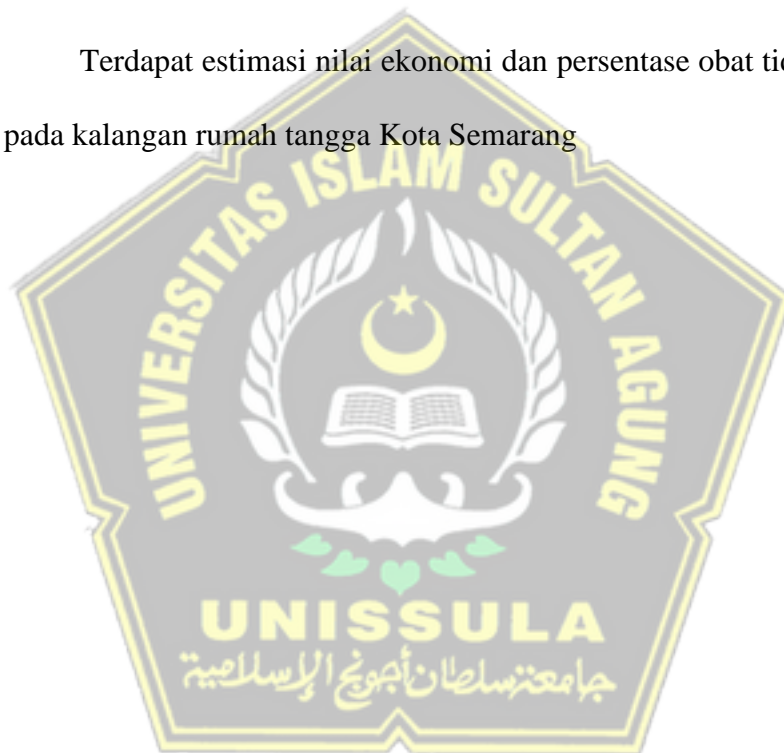 Terdapat estimasi nilai ekonomi dan persentase obat
pada kalangan rumah tangga Kota Semarang
UNIVERSITAS ISLAM SULTAN AGUNG
UNISSULA
جامعة سلطان أجونج الإسلامية